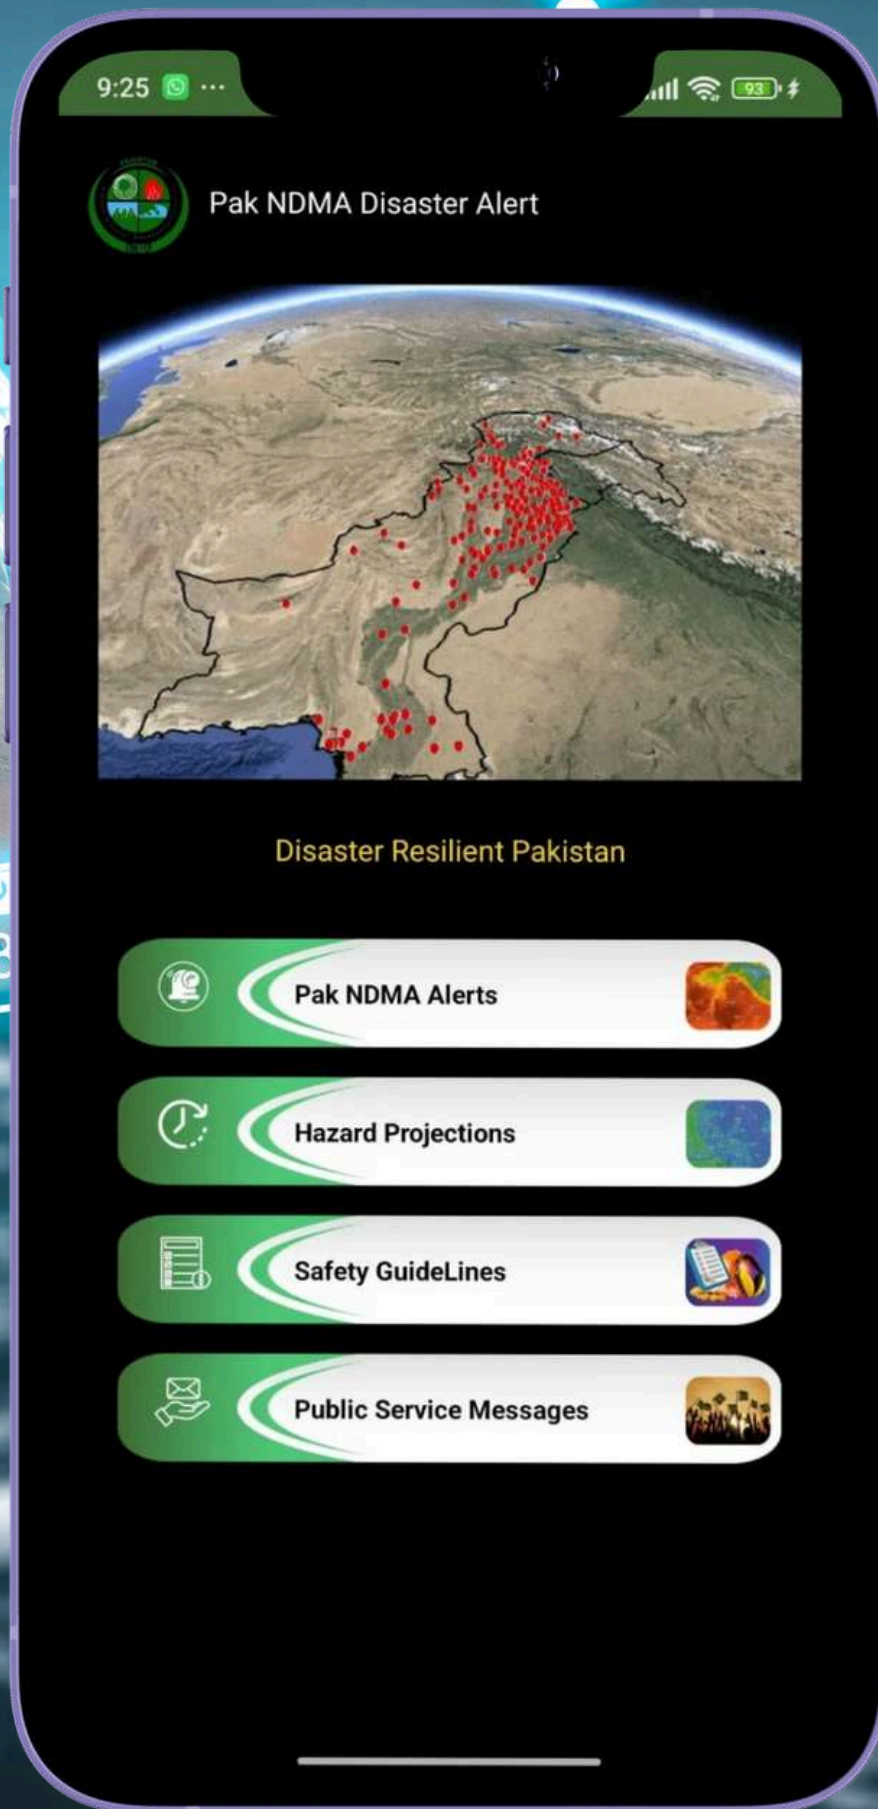 9:25
93
Pak NDMA Disaster Alert
Disaster Resilient Pakistan
Pak NDMA Alerts
Hazard Projections
Safety GuideLines
Public Service Messages